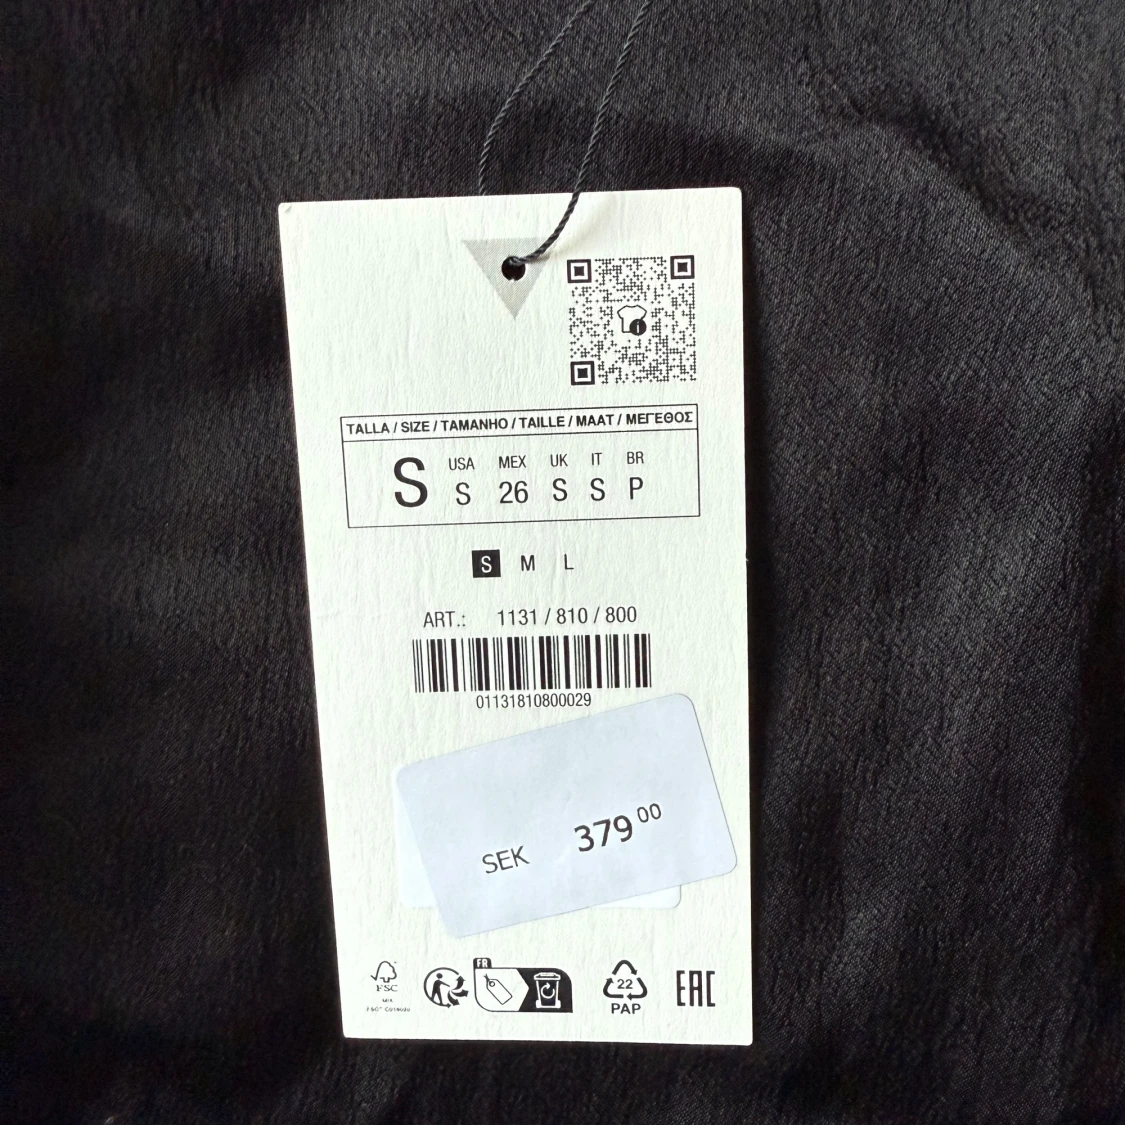 TALLA / SIZE / TAMANHO / TAILLE / MAAT / ΜΕΓΕΘΟΣ
S USA MEX UK IT BR
S 26 S S P
S M L
ART.: 1131 / 810 / 800
01131810800029
SEK 379 00
FSC
MIX
FR
22
PAP
EAC